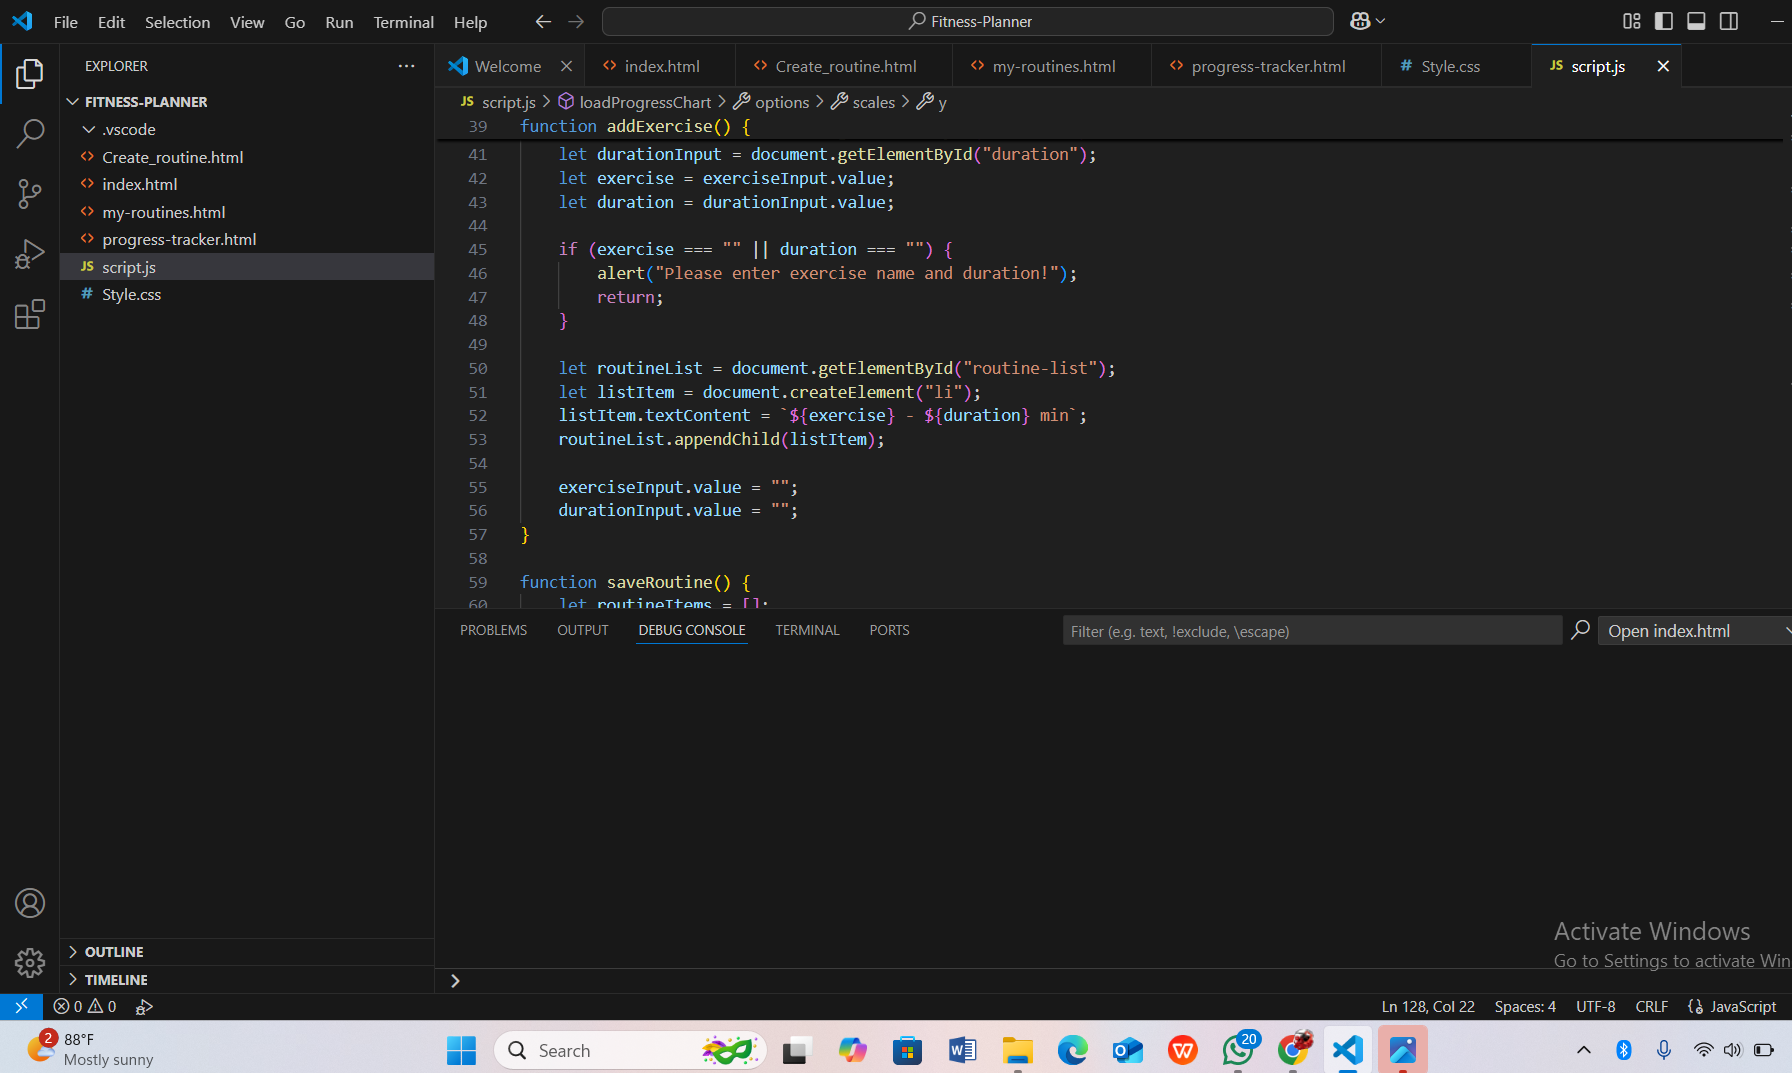 File Edit Selection View Go Run Terminal Help
Fitness-Planner
EXPLORER
FITNESS-PLANNER
.vscode
Create_routine.html
index.html
my-routines.html
progress-tracker.html
JS script.js
# Style.css
OUTLINE
TIMELINE
Welcome
index.html
Create_routine.html
my-routines.html
progress-tracker.html
# Style.css
JS script.js
JS script.js > loadProgressChart > options > scales > y
39 function addExercise() {
41 let durationInput = document.getElementById("duration");
42 let exercise = exerciseInput.value;
43 let duration = durationInput.value;
44
45 if (exercise === "" || duration === "") {
46 alert("Please enter exercise name and duration!");
47 return;
48 }
49
50 let routineList = document.getElementById("routine-list");
51 let listItem = document.createElement("li");
52 listItem.textContent = `${exercise} - ${duration} min`;
53 routineList.appendChild(listItem);
54
55 exerciseInput.value = "";
56 durationInput.value = "";
57 }
58
59 function saveRoutine() {
60 let routineItems = [];
PROBLEMS OUTPUT DEBUG CONSOLE TERMINAL PORTS
Filter (e.g. text, !exclude, \escape)
Open index.html
Activate Windows
Go to Settings to activate Win
0 0
Ln 128, Col 22 Spaces: 4 UTF-8 CRLF {} JavaScript
2
88°F
Mostly sunny
Search
20